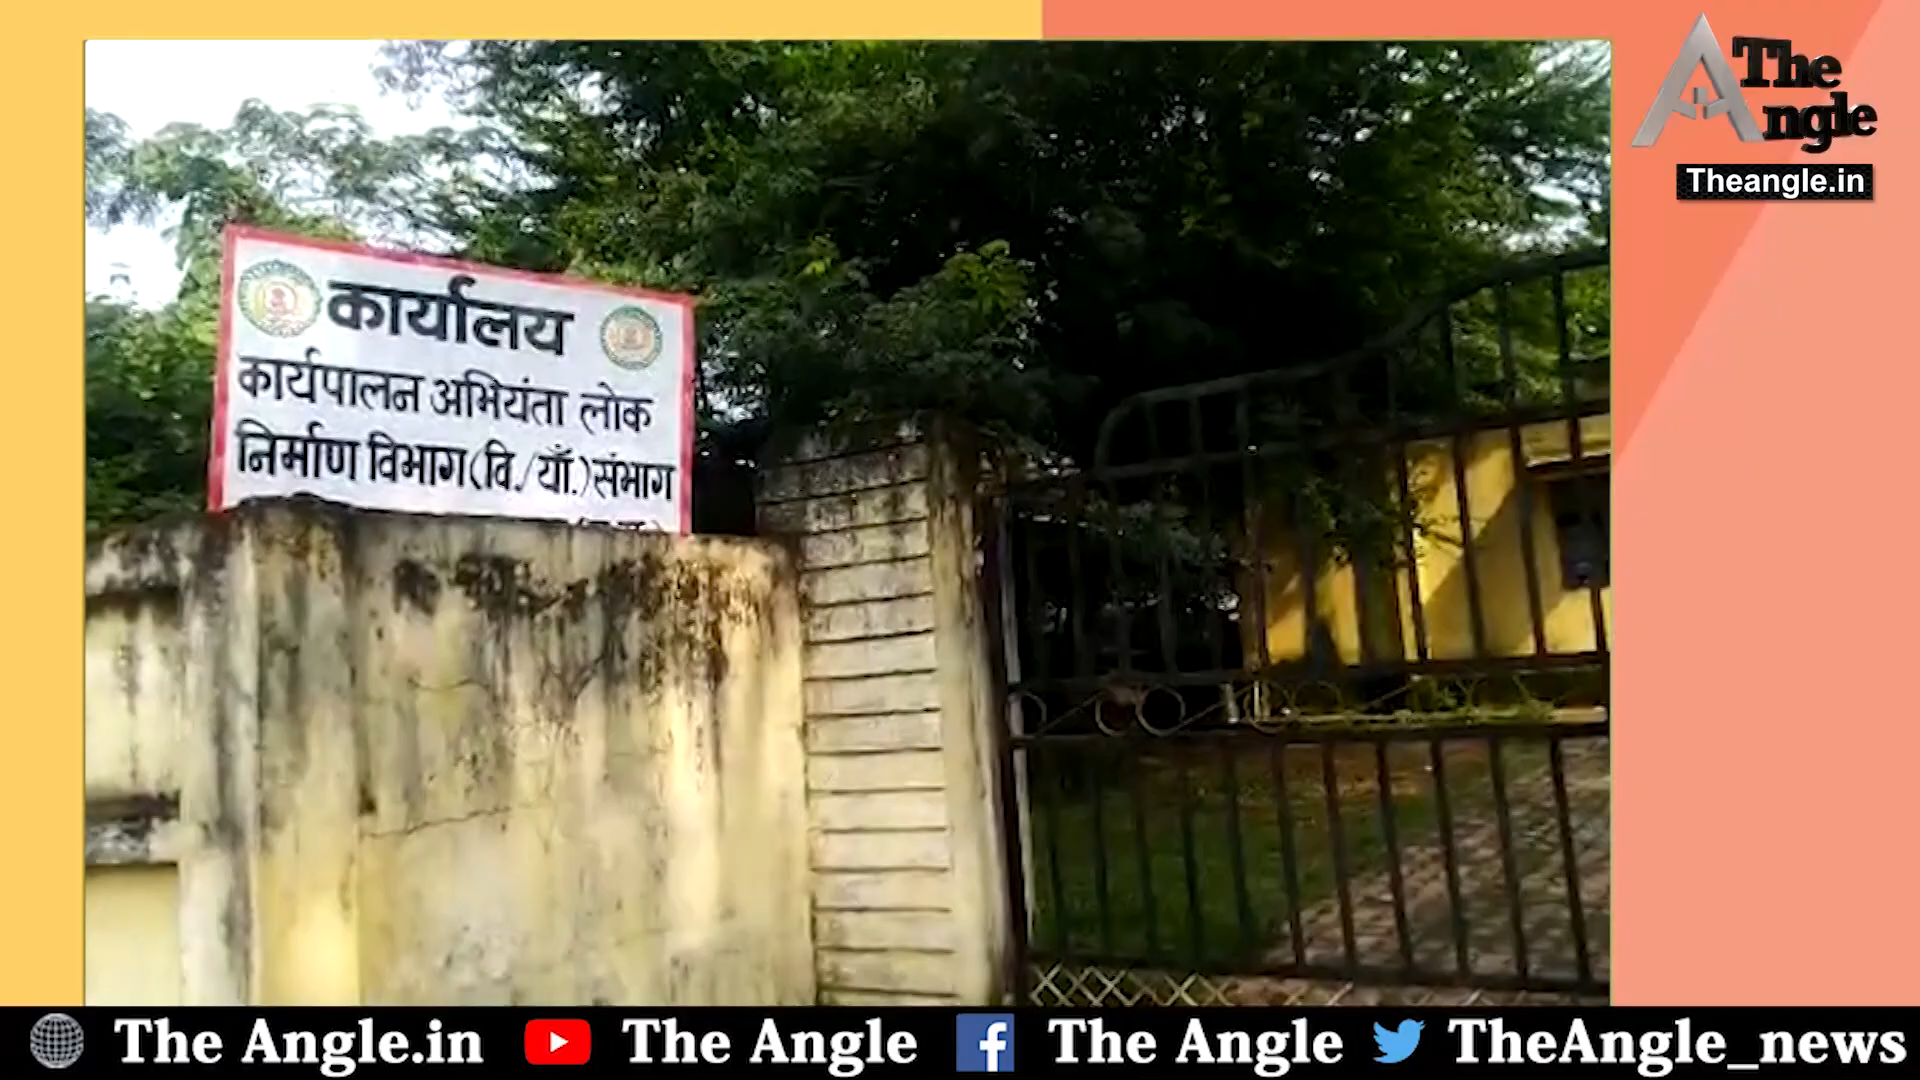 The
Angle
Theangle.in
कार्यालय
कार्यपालन अभियंता लोक
निर्माण विभाग (वि./याँ.) संभाग
The Angle.in The Angle The Angle TheAngle_news